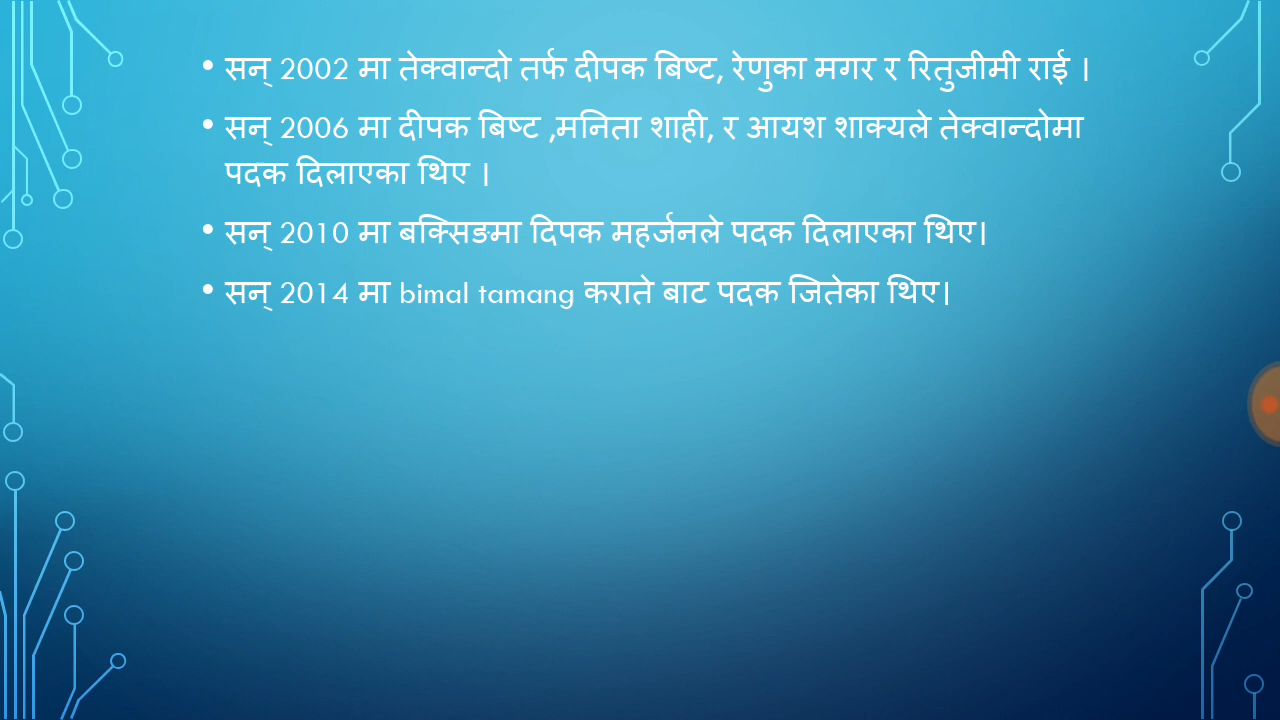 • सन् 2002 मा तेक्वान्दो तर्फ दीपक बिष्ट, रेणुका मगर र रितुजीमी राई ।
• सन् 2006 मा दीपक बिष्ट ,मनिता शाही, र आयश शाक्यले तेक्वान्दोमा
पदक दिलाएका थिए ।
• सन् 2010 मा बक्सिङमा दिपक महर्जनले पदक दिलाएका थिए।
• सन् 2014 मा bimal tamang कराते बाट पदक जितेका थिए।